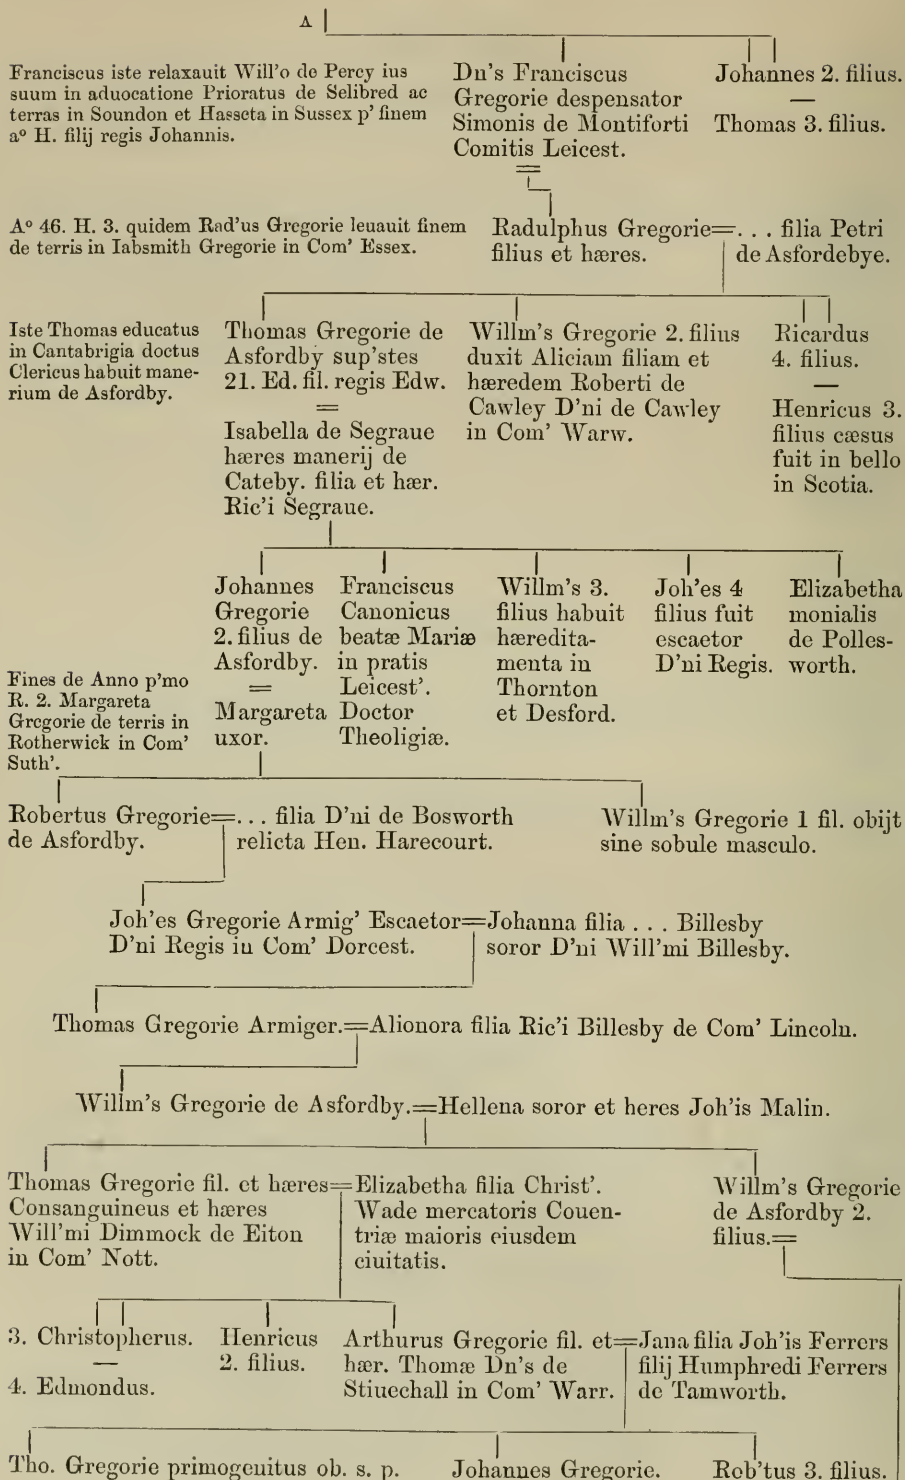 A
Franciscus iste relaxauit Will'o de Percy ius
suum in aduocatione Prioratus de Selibred ac
terras in Soundon et Hasseta in Sussex p' finem
aº H. filij regis Johannis.
Dn's Franciscus
Gregorie despensator
Simonis de Montiforti
Comitis Leicest.
=
Johannes 2. filius.
—
Thomas 3. filius.
Aº 46. H. 3. quidem Rad'us Gregorie leuauit finem
de terris in Iabsmith Gregorie in Com' Essex.
Radulphus Gregorie=. . . filia Petri
filius et hæres. de Asfordebye.
Iste Thomas educatus
in Cantabrigia doctus
Clericus habuit mane-
rium de Asfordby.
Thomas Gregorie de
Asfordby sup'stes
21. Ed. fil. regis Edw.
=
Isabella de Segraue
hæres manerij de
Cateby. filia et hær.
Ric'i Segraue.
Willm's Gregorie 2. filius
duxit Aliciam filiam et
hæredem Roberti de
Cawley D'ni de Cawley
in Com' Warw.
Ricardus
4. filius.
—
Henricus 3.
filius cæsus
fuit in bello
in Scotia.
Fines de Anno p'mo
R. 2. Margareta
Gregorie de terris in
Rotherwick in Com'
Suth'.
Johannes
Gregorie
2. filius de
Asfordby.
=
Margareta
uxor.
Franciscus
Canonicus
beatæ Mariæ
in pratis
Leicest'.
Doctor
Theoligiæ.
Willm's 3.
filius habuit
hæredita-
menta in
Thornton
et Desford.
Joh'es 4
filius fuit
escaetor
D'ni Regis.
Elizabetha
monialis
de Polles-
worth.
Robertus Gregorie=. . . filia D'ni de Bosworth
de Asfordby. relicta Hen. Harecourt.
Willm's Gregorie 1 fil. obijt
sine sobule masculo.
Joh'es Gregorie Armig' Escaetor=Johanna filia . . . Billesby
D'ni Regis in Com' Dorcest. soror D'ni Will'mi Billesby.
Thomas Gregorie Armiger.=Alionora filia Ric'i Billesby de Com' Lincoln.
Willm's Gregorie de Asfordby.=Hellena soror et heres Joh'is Malin.
Thomas Gregorie fil. et hæres=Elizabetha filia Christ'.
Consanguineus et hæres Wade mercatoris Couen-
Will'mi Dimmock de Eiton triæ maioris eiusdem
in Com' Nott. ciuitatis.
Willm's Gregorie
de Asfordby 2.
filius.=
3. Christopherus.
—
4. Edmondus.
Henricus
2. filius.
Arthurus Gregorie fil. et=Jana filia Joh'is Ferrers
hær. Thomæ Dn's de filij Humphredi Ferrers
Stiuechall in Com' Warr. de Tamworth.
Tho. Gregorie primogenitus ob. s. p. Johannes Gregorie. Rob'tus 3. filius.